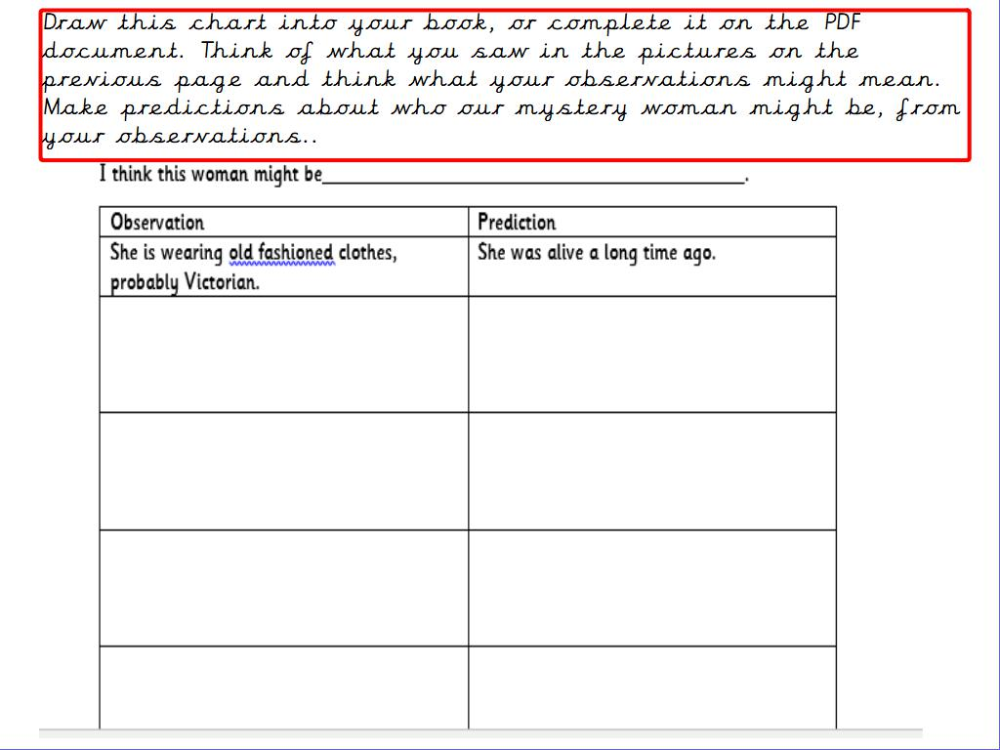 Draw this chart into your book, or complete it on the PDF
document. Think of what you saw in the pictures on the
previous page and think what your observations might mean.
Make predictions about who our mystery woman might be, from
your observations..
I think this woman might be____________________________________________.
Observation
Prediction
She is wearing old fashioned clothes,
probably Victorian.
She was alive a long time ago.